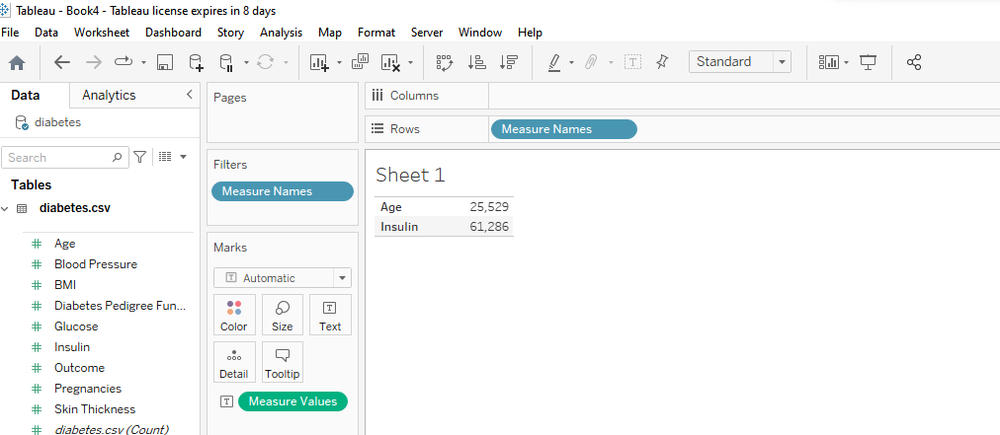 Tableau - Book4 - Tableau license expires in 8 days
File Data Worksheet Dashboard Story Analysis Map Format Server Window Help
Standard
Data Analytics
diabetes
Search
Tables
diabetes.csv
Age
Blood Pressure
BMI
Diabetes Pedigree Fun...
Glucose
Insulin
Outcome
Pregnancies
Skin Thickness
diabetes.csv (Count)
Pages
Filters
Measure Names
Marks
Automatic
Color Size Text
Detail Tooltip
Measure Values
Columns
Rows Measure Names
Sheet 1
Age 25,529
Insulin 61,286